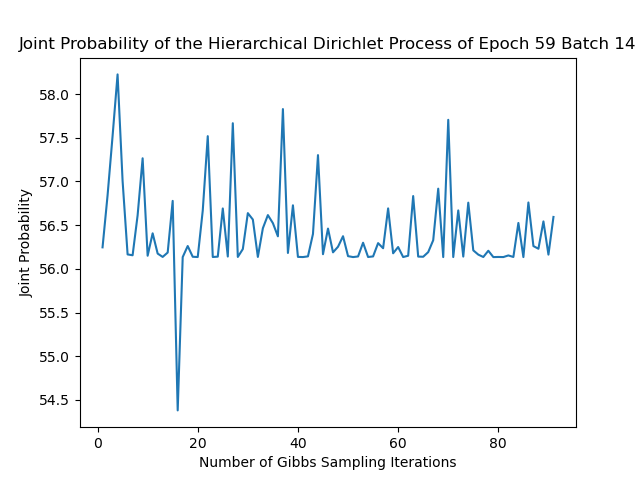 Joint Probability of the Hierarchical Dirichlet Process of Epoch 59 Batch 14
58.0
57.5
57.0
56.5
56.0
55.5
55.0
54.5
Joint Probability
0 20 40 60 80
Number of Gibbs Sampling Iterations